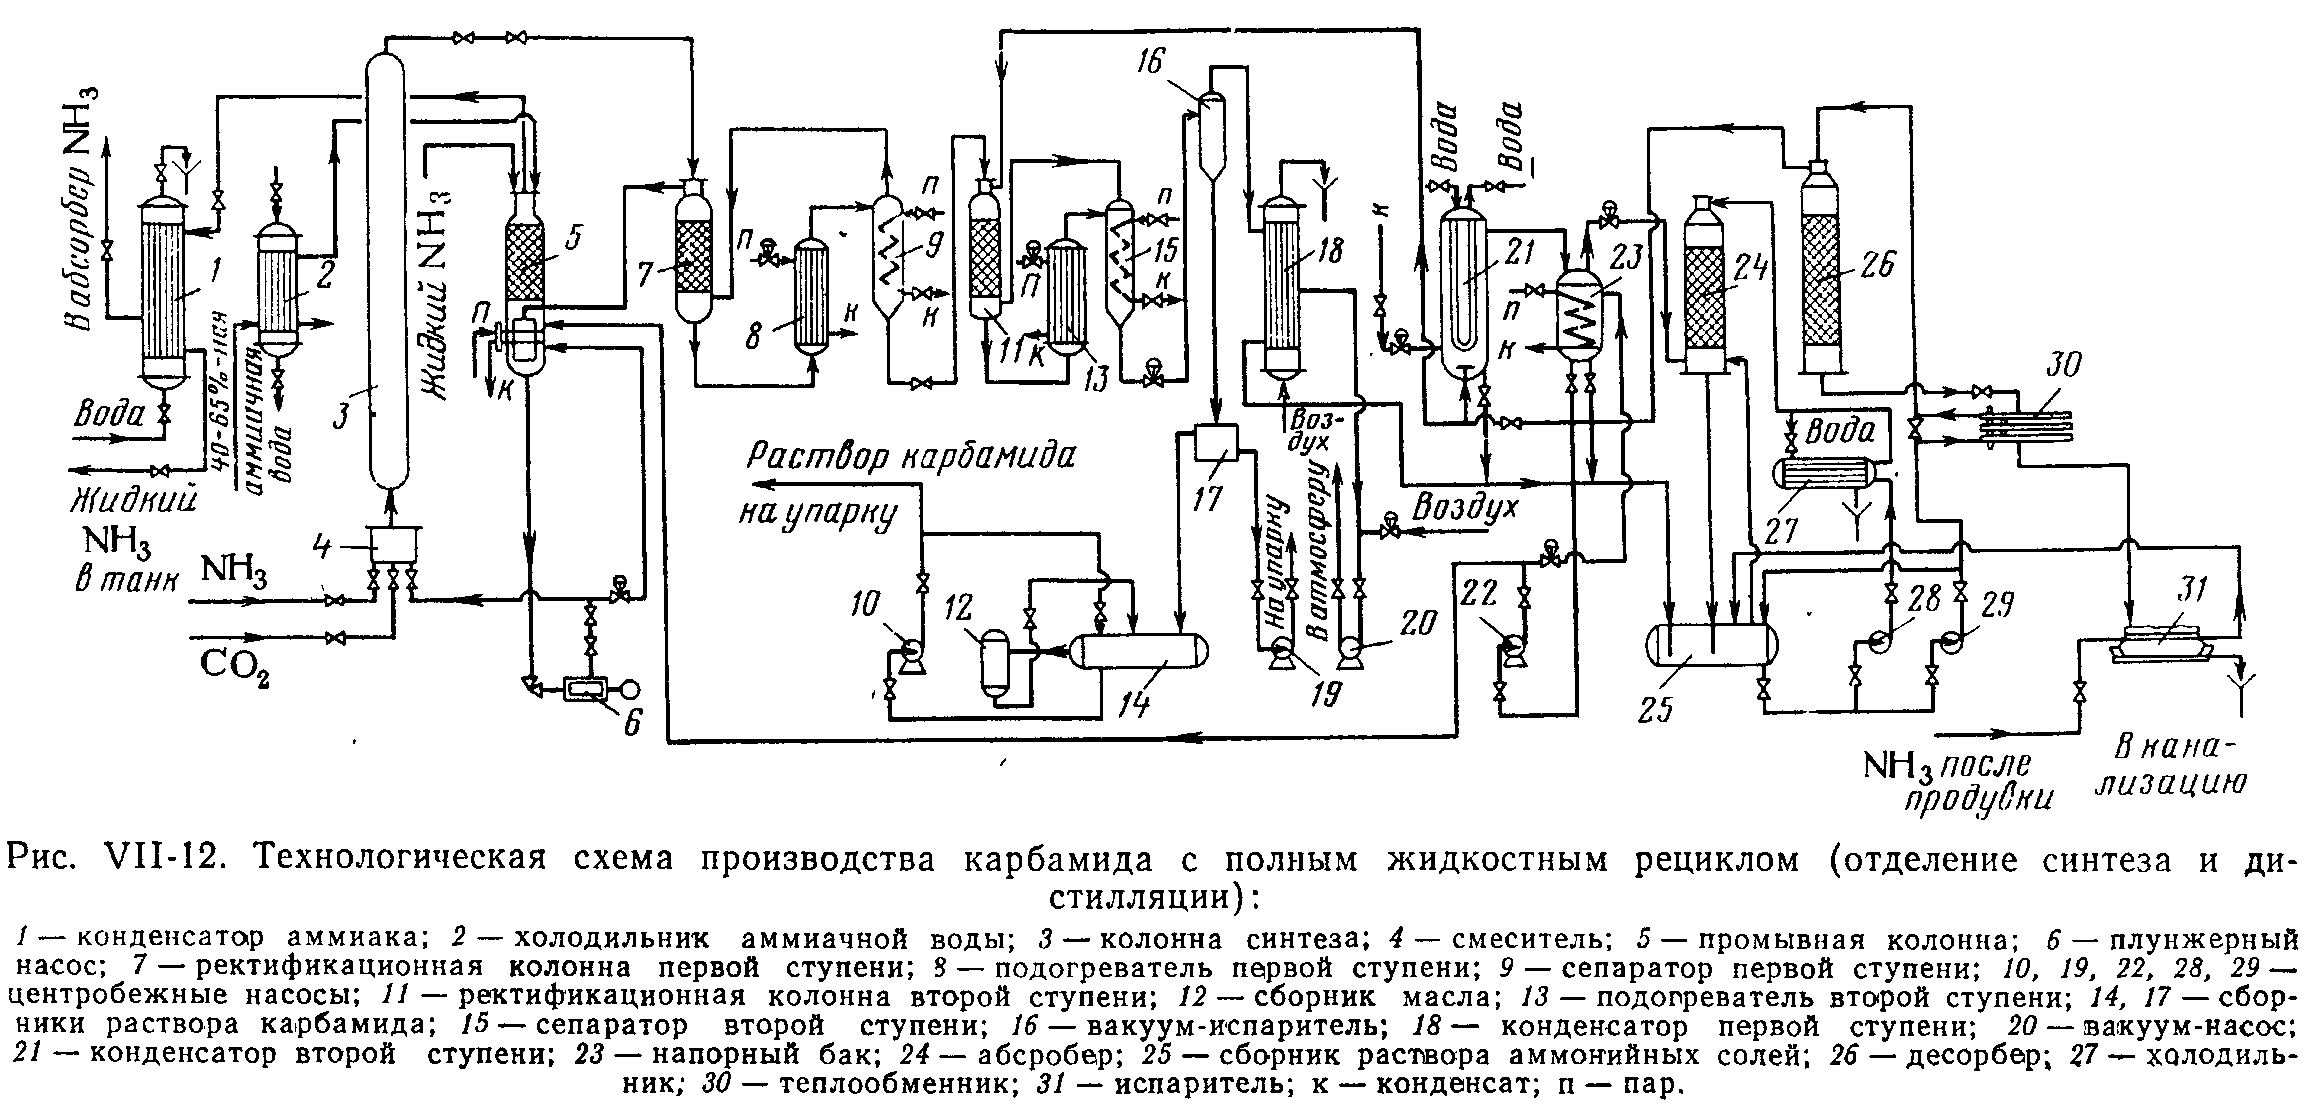 16
В абсорбер NH3
1
2
3
Жидкий NH3
5
7
п
8
к
9
п
к
11
п
к
13
15
п
к
18
Вода
Вода
к
21
23
п
к
24
26
30
п
к
40-65%-ная
аммиачная
вода
Вода
Жидкий
NH3
в танк
4
NH3
CO2
6
Раствор карбамида
на упарку
10
12
14
17
На упарку
19
Воз-
дух
В атмосферу
20
Воздух
22
25
Вода
27
28
29
31
NH3 после
продувки
В кана-
лизацию
Рис. VII-12. Технологическая схема производства карбамида с полным жидкостным рециклом (отделение синтеза и ди-
стилляции):
1 — конденсатор аммиака; 2 — холодильник аммиачной воды; 3 — колонна синтеза; 4 — смеситель; 5 — промывная колонна; 6 — плунжерный
насос; 7 — ректификационная колонна первой ступени; 8 — подогреватель первой ступени; 9 — сепаратор первой ступени; 10, 19, 22, 28, 29 —
центробежные насосы; 11 — ректификационная колонна второй ступени; 12 — сборник масла; 13 — подогреватель второй ступени; 14, 17 — сбор-
ники раствора карбамида; 15 — сепаратор второй ступени; 16 — вакуум-испаритель; 18 — конденсатор первой ступени; 20 — вакуум-насос;
21 — конденсатор второй ступени; 23 — напорный бак; 24 — абсробер; 25 — сборник раствора аммонийных солей; 26 — десорбер; 27 — холодиль-
ник; 30 — теплообменник; 31 — испаритель; к — конденсат; п — пар.